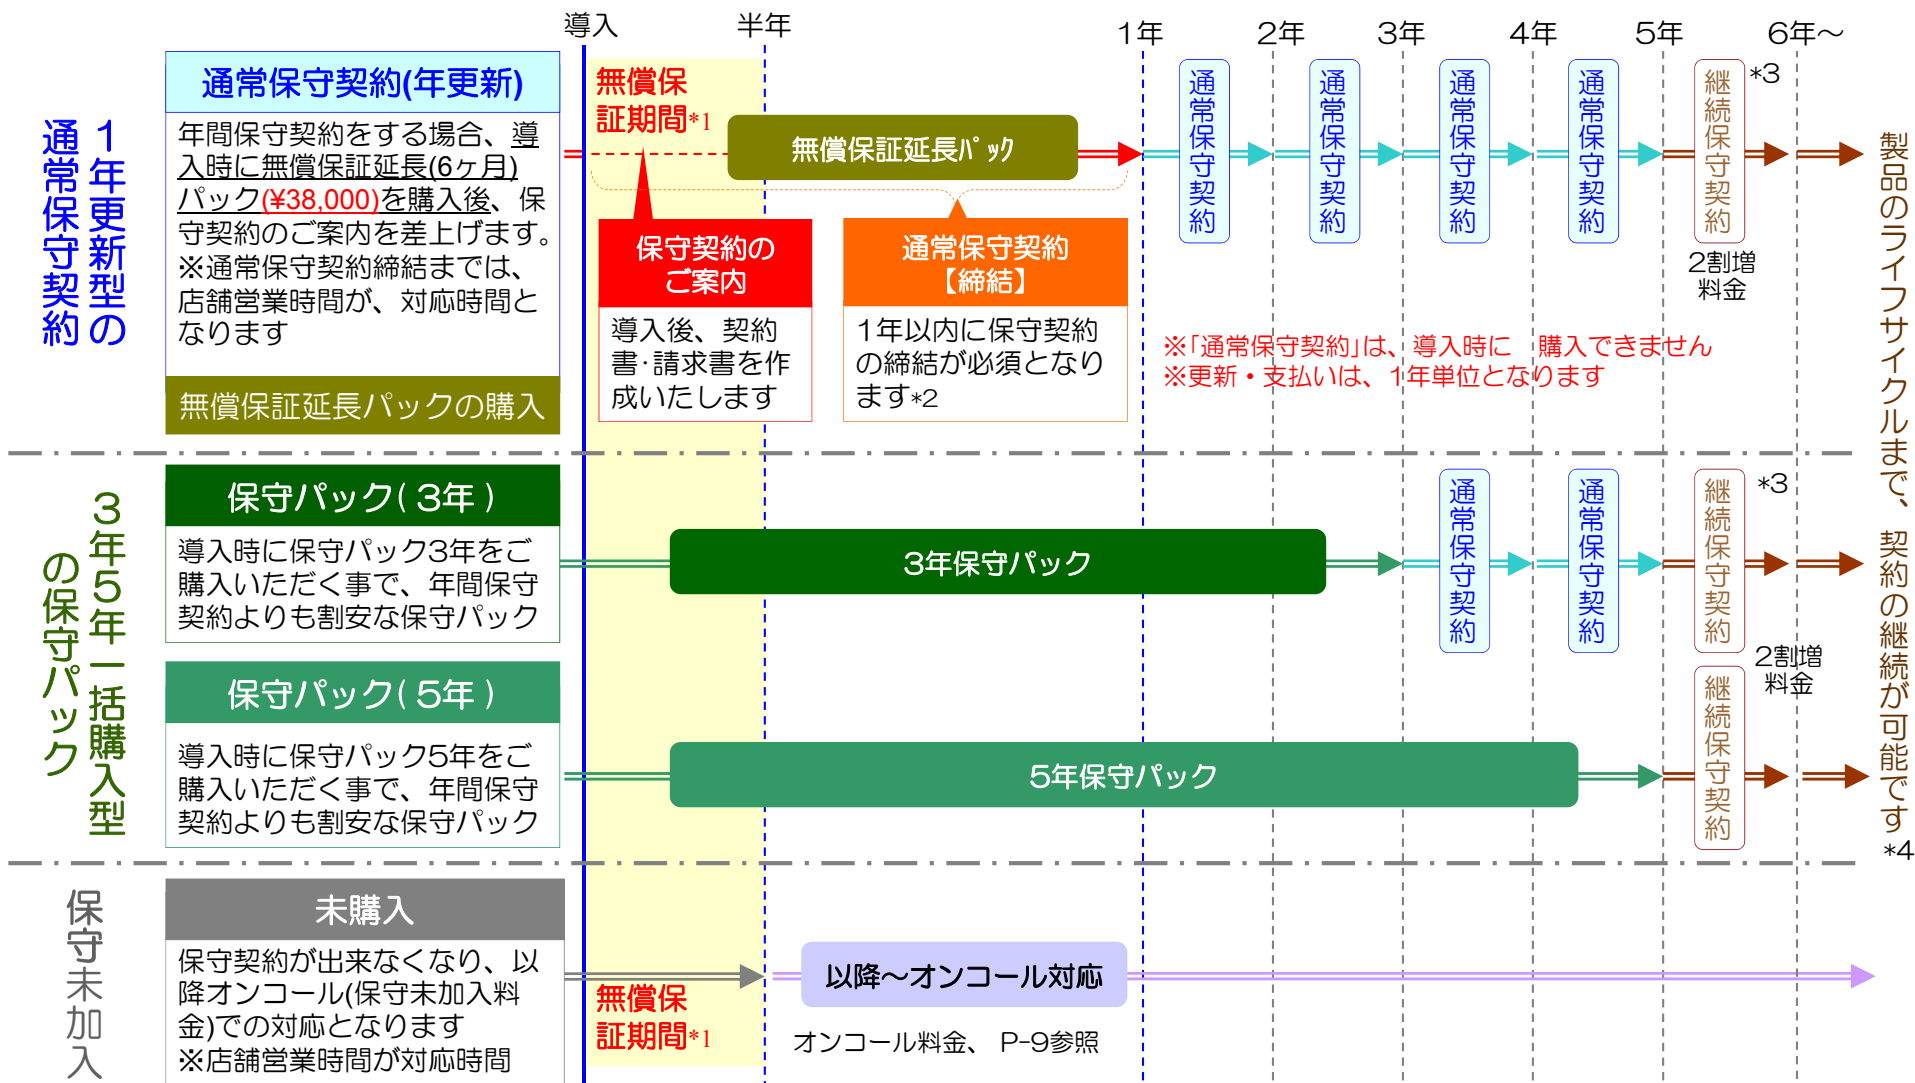 導入
半年
1年
2年
3年
4年
5年
6年～
1年更新型の
通常保守契約
通常保守契約(年更新)
年間保守契約をする場合、導
入時に無償保証延長(6ヶ月)
パック(¥38,000)を購入後、保
守契約のご案内を差上げます。
※通常保守契約締結までは、
店舗営業時間が、対応時間と
なります
無償保証延長パックの購入
無償保
証期間*1
無償保証延長ﾊﾟｯｸ
保守契約の
ご案内
導入後、契約
書･請求書を作
成いたします
通常保守契約
【締結】
1年以内に保守契約
の締結が必須となり
ます*2
通常保守契約
通常保守契約
通常保守契約
通常保守契約
継続保守契約
*3
2割増
料金
※｢通常保守契約｣は、導入時に　購入できません
※更新・支払いは、1年単位となります
3年5年一括購入型
の保守パック
保守パック( 3年 )
導入時に保守パック3年をご
購入いただく事で、年間保守
契約よりも割安な保守パック
3年保守パック
通常保守契約
通常保守契約
継続保守契約
*3
2割増
料金
保守パック( 5年 )
導入時に保守パック5年をご
購入いただく事で、年間保守
契約よりも割安な保守パック
5年保守パック
継続保守契約
製品のライフサイクルまで、契約の継続が可能です
*4
保守未加入
未購入
保守契約が出来なくなり、以
降オンコール(保守未加入料
金)での対応となります
※店舗営業時間が対応時間
無償保
証期間*1
以降～オンコール対応
オンコール料金、 P-9参照